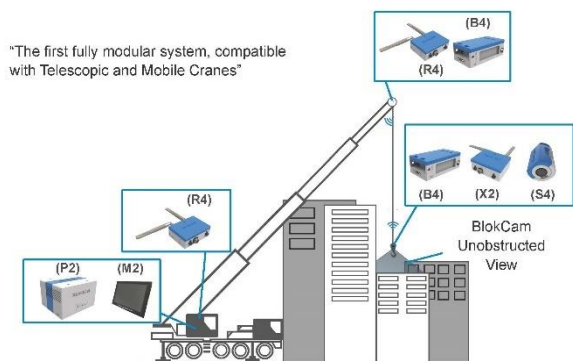 "The first fully modular system, compatible
with Telescopic and Mobile Cranes"
(B4)
(R4)
(B4)
(X2)
(S4)
BlokCam
Unobstructed
View
(R4)
(P2)
(M2)